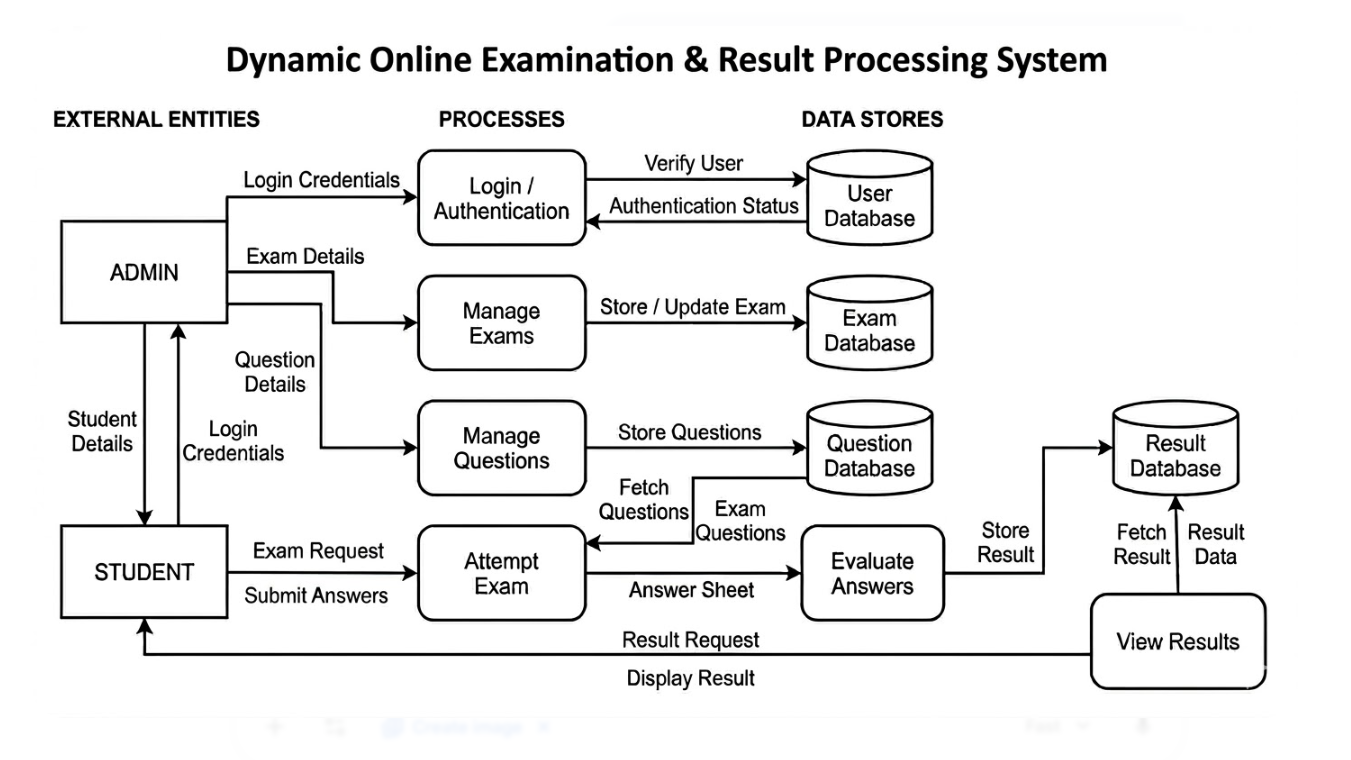 Dynamic Online Examination & Result Processing System
EXTERNAL ENTITIES
PROCESSES
DATA STORES
Login Credentials
Login /
Authentication
Verify User
Authentication Status
User
Database
ADMIN
Exam Details
Manage
Exams
Store / Update Exam
Exam
Database
Question
Details
Student
Details
Login
Credentials
Manage
Questions
Store Questions
Question
Database
Result
Database
Fetch
Questions
Exam
Questions
STUDENT
Exam Request
Submit Answers
Attempt
Exam
Answer Sheet
Evaluate
Answers
Store
Result
Fetch
Result
Result
Data
View Results
Result Request
Display Result
Create image